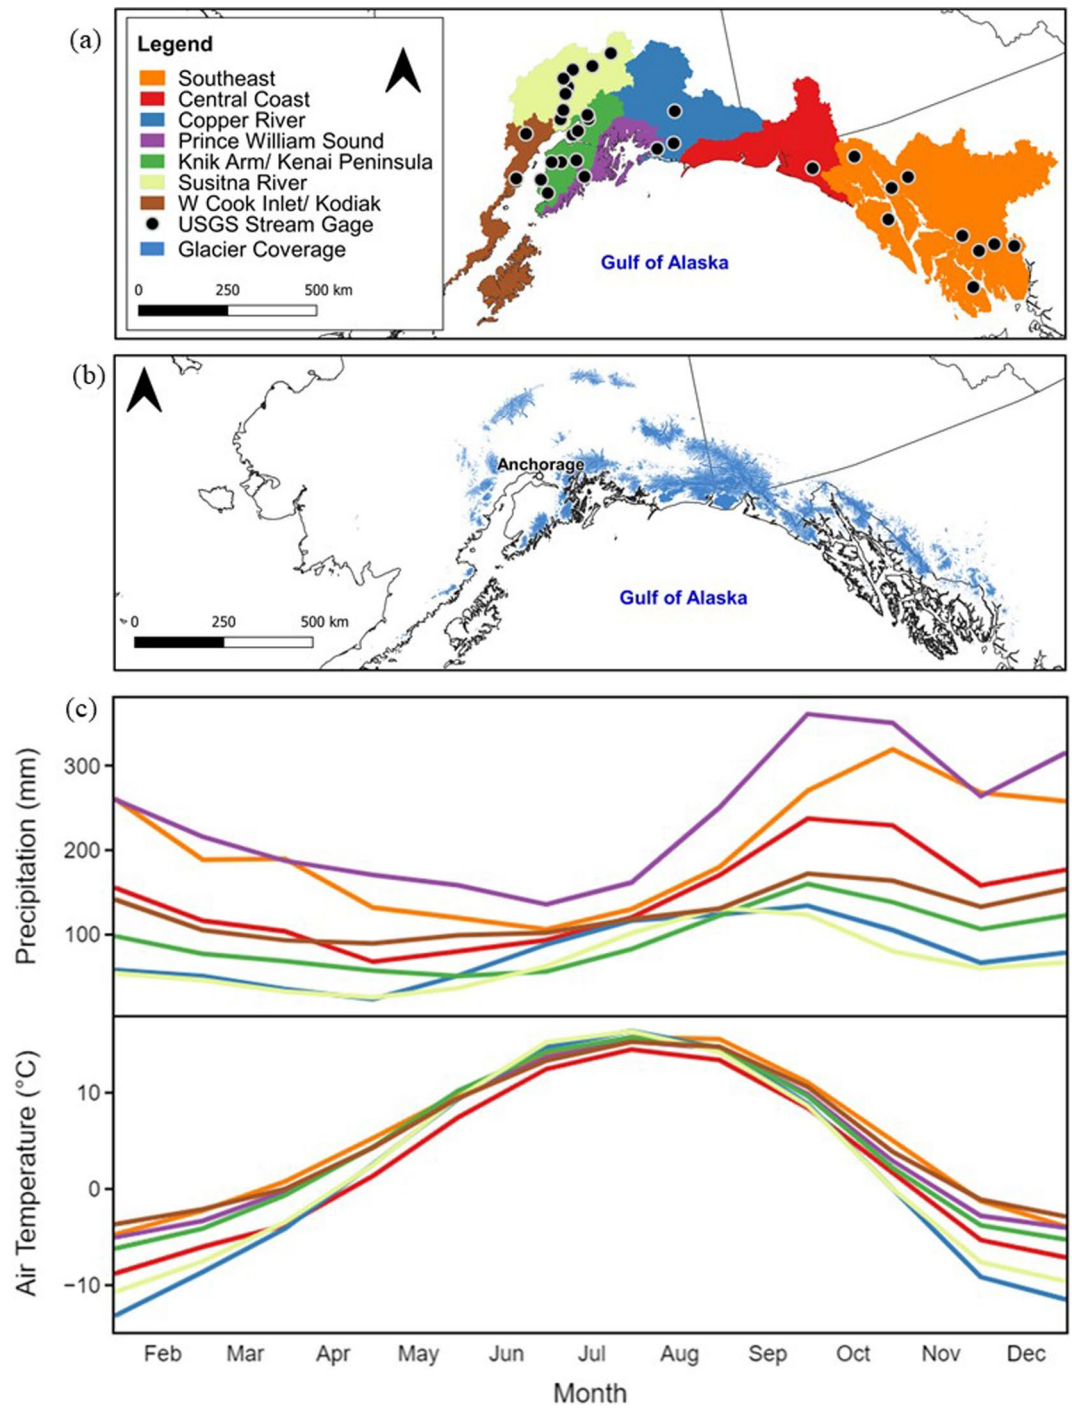 (a)
Legend
Southeast
Central Coast
Copper River
Prince William Sound
Knik Arm/ Kenai Peninsula
Susitna River
W Cook Inlet/ Kodiak
USGS Stream Gage
Glacier Coverage
0 250 500 km
Gulf of Alaska
(b)
Anchorage
Gulf of Alaska
0 250 500 km
(c)
Precipitation (mm)
300
200
100
Air Temperature (°C)
10
0
−10
Feb Mar Apr May Jun Jul Aug Sep Oct Nov Dec
Month